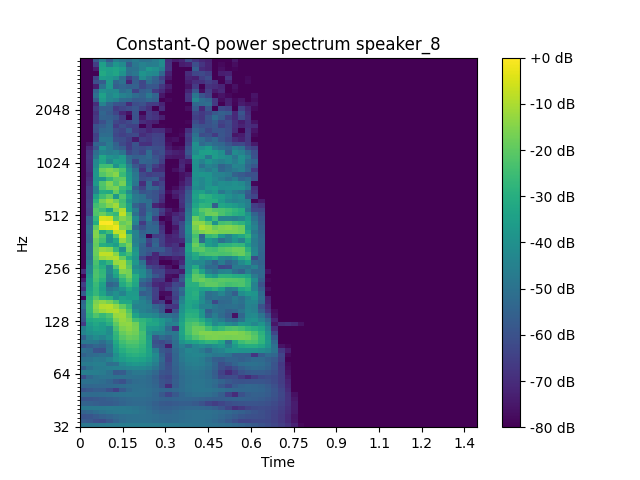 Constant-Q power spectrum speaker_8
Hz
2048
1024
512
256
128
64
32
0 0.15 0.3 0.45 0.6 0.75 0.9 1.1 1.2 1.4
Time
+0 dB
-10 dB
-20 dB
-30 dB
-40 dB
-50 dB
-60 dB
-70 dB
-80 dB